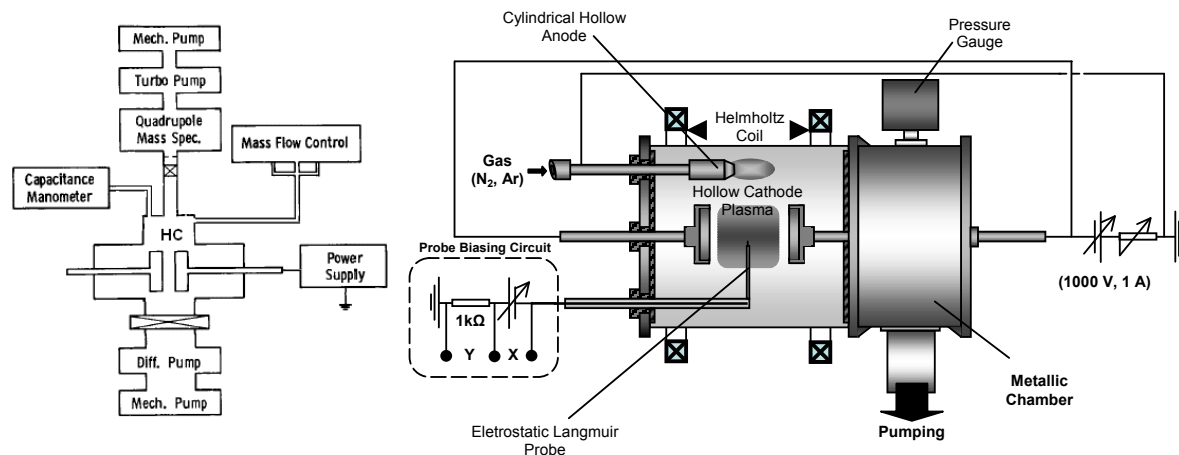 Mech. Pump
Turbo Pump
Quadrupole
Mass Spec.
Mass Flow Control
Capacitance
Manometer
HC
Power
Supply
Diff. Pump
Mech. Pump
Cylindrical Hollow
Anode
Pressure
Gauge
Helmholtz
Coil
Gas
(N₂, Ar)
Hollow Cathode
Plasma
Probe Biasing Circuit
1kΩ
Y
X
(1000 V, 1 A)
Metallic
Chamber
Pumping
Eletrostatic Langmuir
Probe